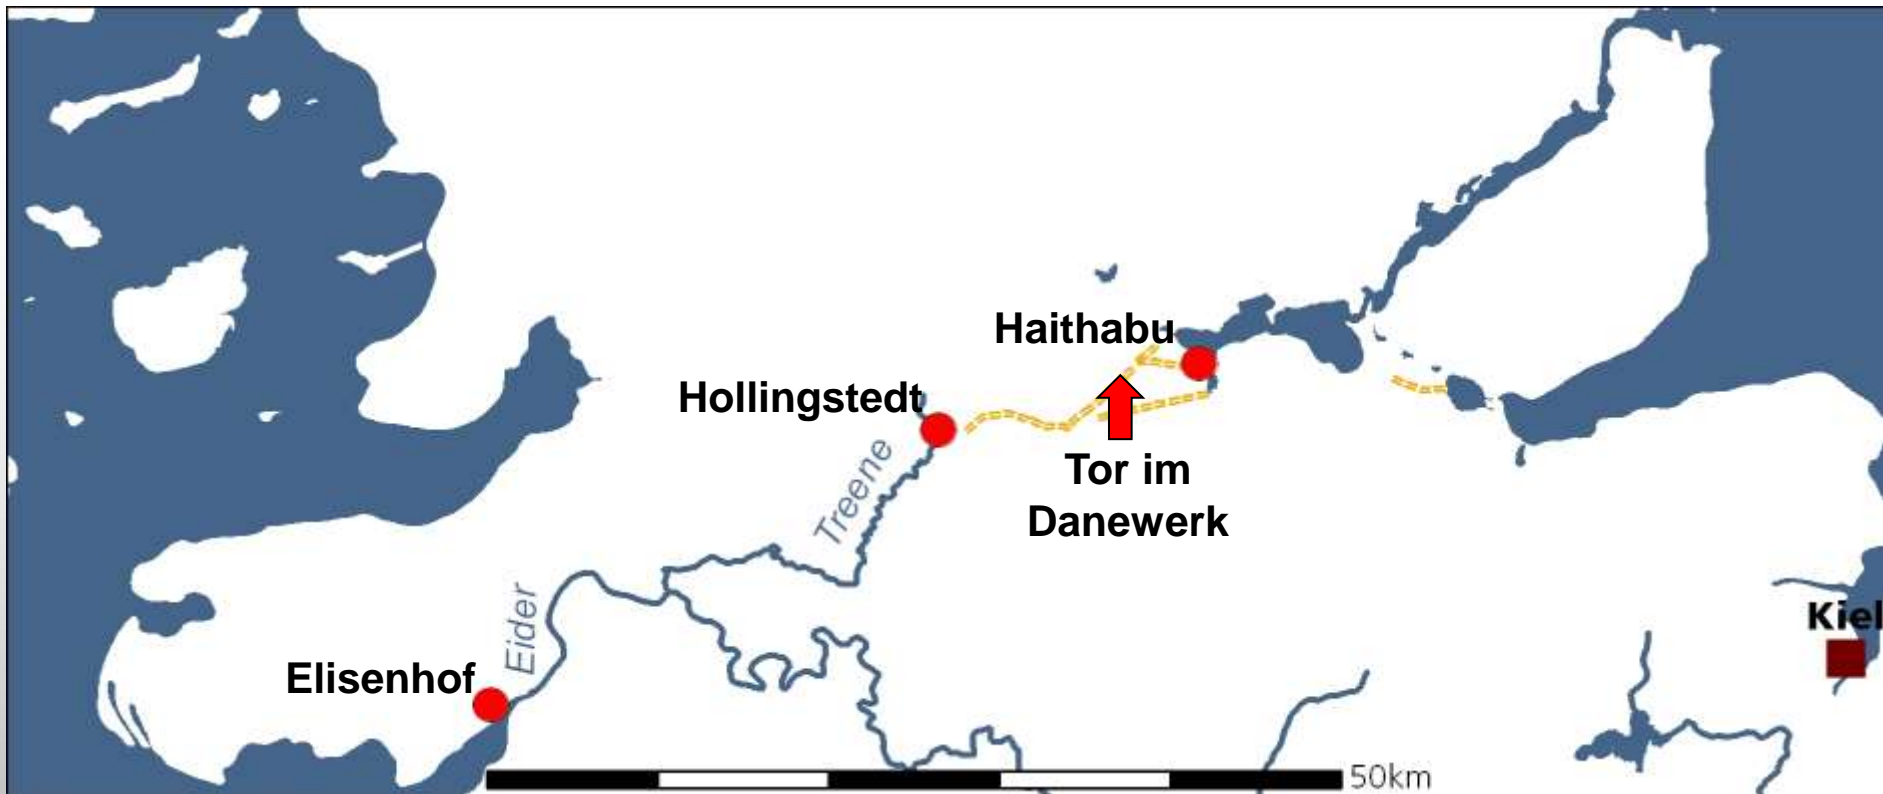 Haithabu
Hollingstedt
Tor im
Danewerk
Treene
Eider
Kiel
Elisenhof
50km